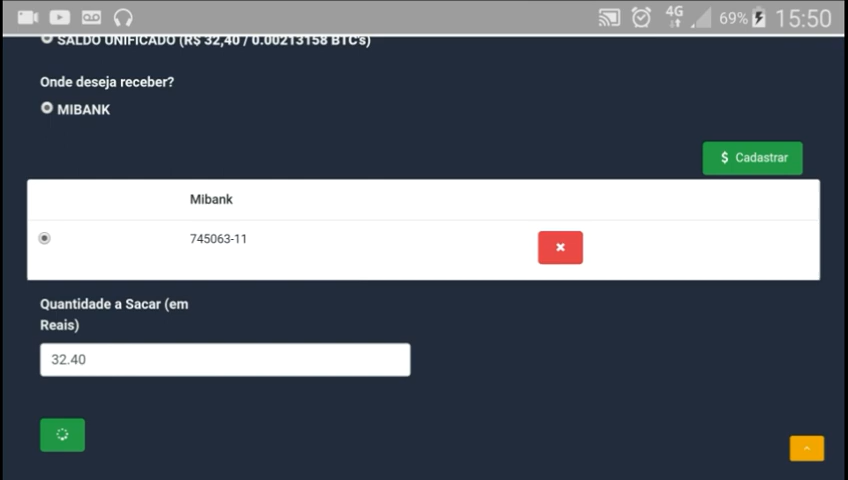 4G
69%
15:50
SALDO UNIFICADO (R$ 32,40 / 0.00213158 BTC's)
Onde deseja receber?
MIBANK
$ Cadastrar
Mibank
745063-11
Quantidade a Sacar (em
Reais)
32.40